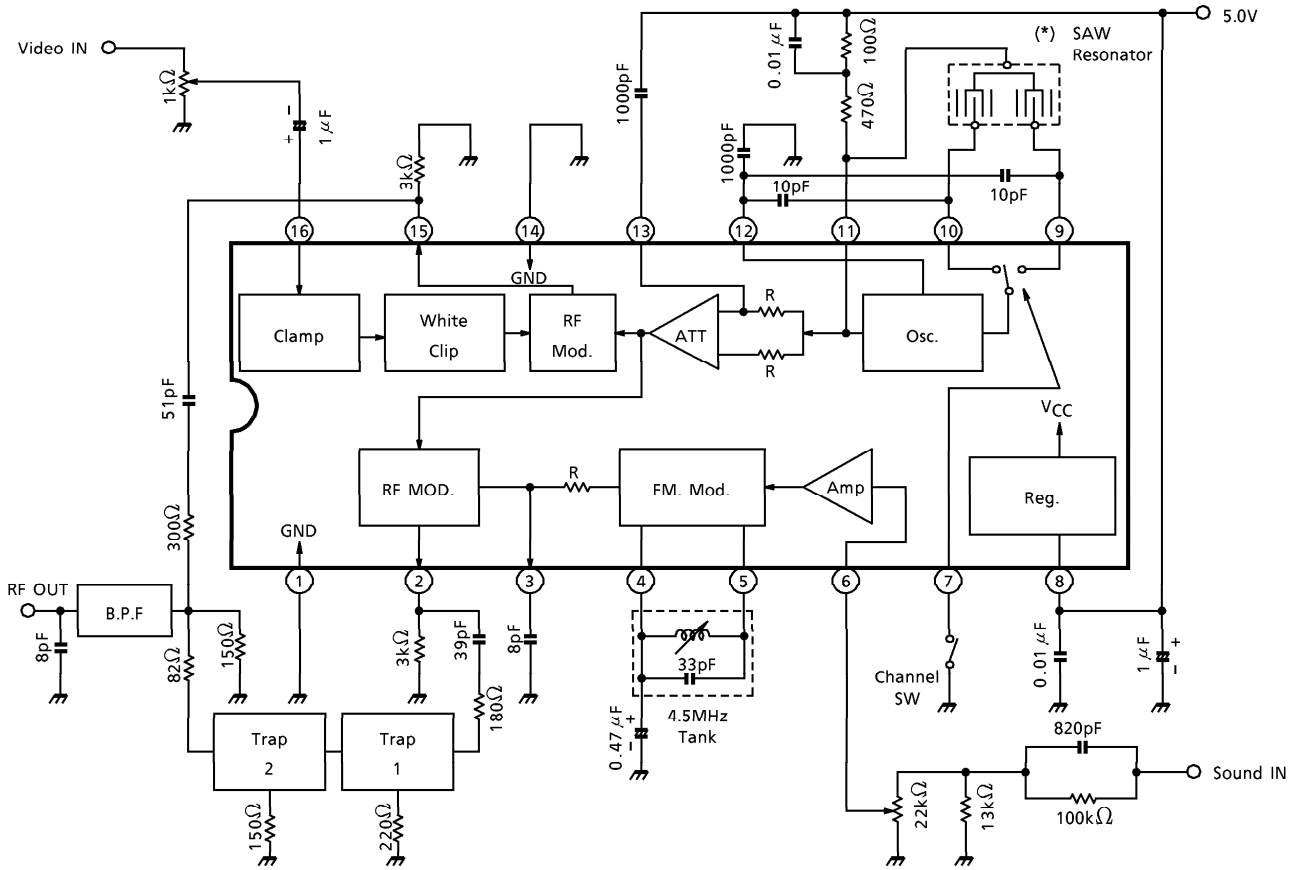 5.0V
Video IN
(*) SAW
Resonator
1kΩ
1μF
− +
1000pF
0.01μF
100Ω
470Ω
3kΩ
1000pF
10pF
10pF
16 15 14 13 12 11 10 9
GND
R
R
Clamp
White
Clip
RF
Mod.
ATT
Osc.
51pF
VCC
RF MOD.
R
FM. Mod.
Amp
Reg.
300Ω
GND
1 2 3 4 5 6 7 8
RF OUT
B.P.F
8pF
82Ω
150Ω
3kΩ
39pF
8pF
33pF
0.01μF
1μF
+
−
180Ω
Channel
SW
4.5MHz
Tank
0.47μF
+
−
820pF
Trap
2
Trap
1
Sound IN
150Ω
220Ω
22kΩ
13kΩ
100kΩ